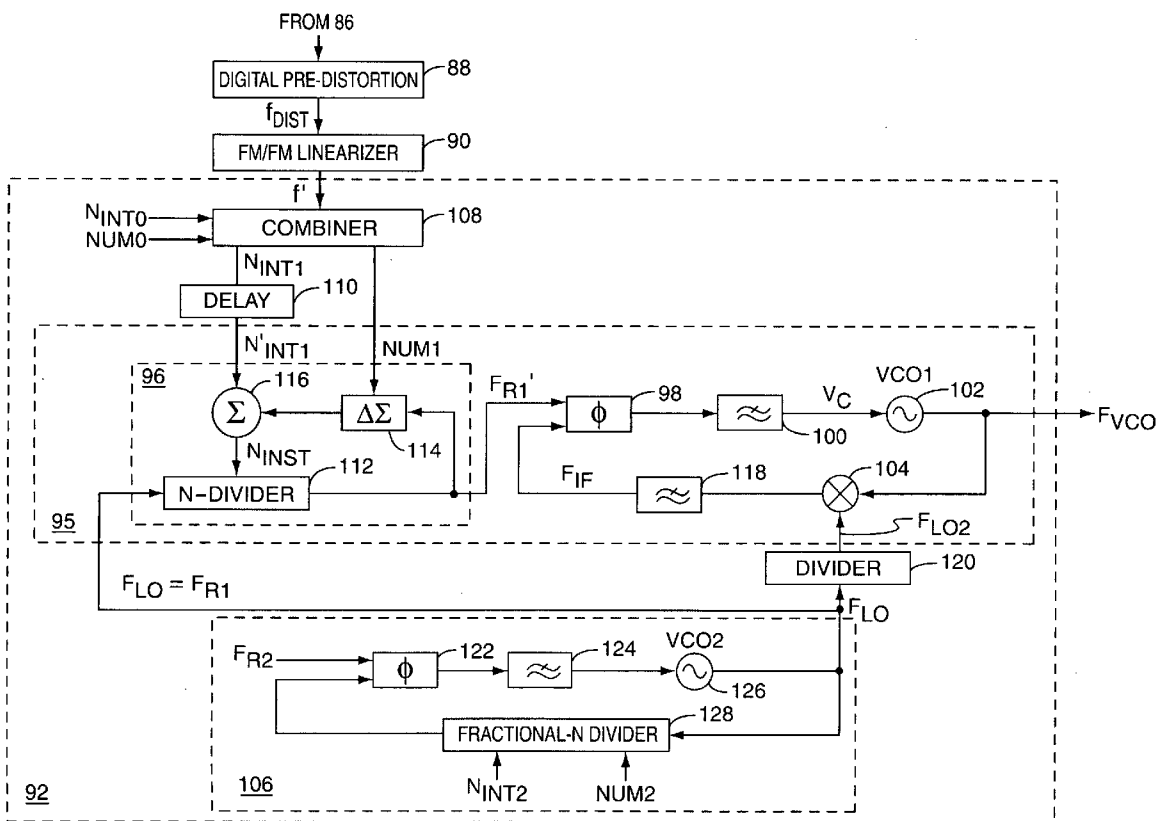 FROM 86
DIGITAL PRE-DISTORTION
88
fDIST
FM/FM LINEARIZER
90
f'
NINT0
NUM0
COMBINER
108
NINT1
DELAY
110
N'INT1
NUM1
96
116
Σ
ΔΣ
114
NINST
N-DIVIDER
112
95
FR1'
ϕ
98
100
VC
VCO1
102
FVCO
FIF
118
104
FLO2
DIVIDER
120
FLO = FR1
FLO
FR2
ϕ
122
124
VCO2
126
FRACTIONAL-N DIVIDER
128
NINT2
NUM2
92
106